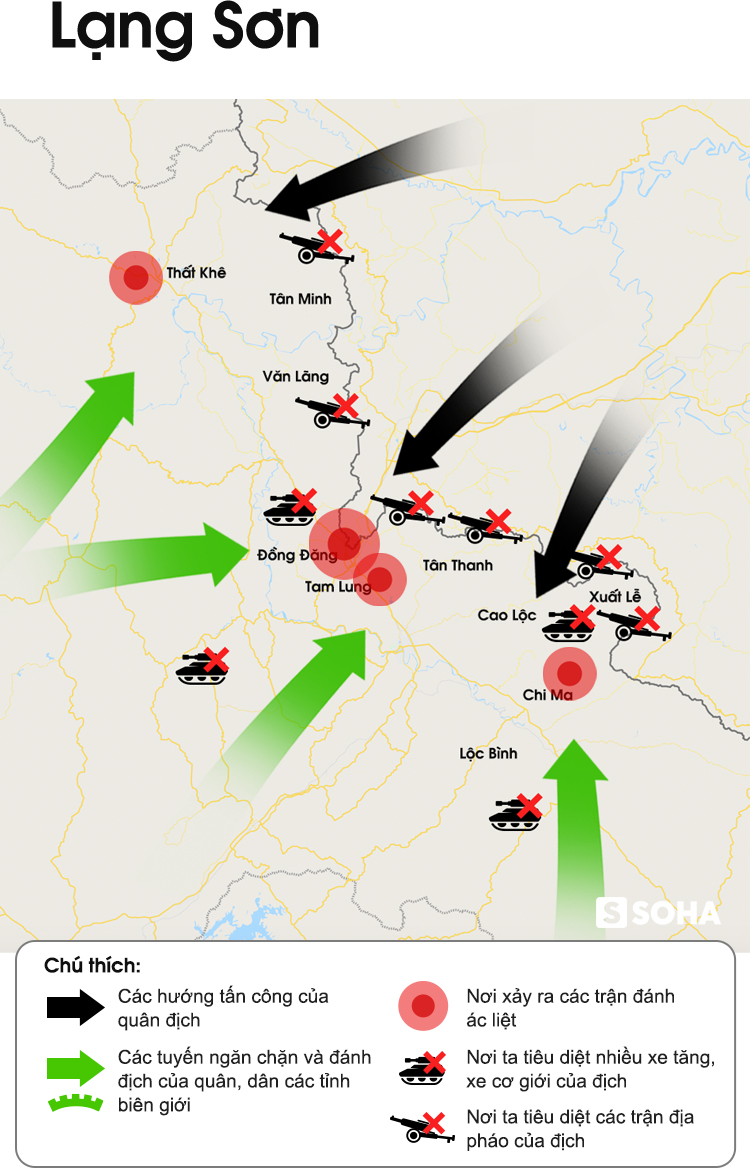 Lạng Sơn
Thất Khê
Tân Minh
Văn Lãng
Đồng Đăng
Tân Thanh
Tam Lung
Xuất Lễ
Cao Lộc
Chi Ma
Lộc Bình
SOHA
Chú thích:
Các hướng tấn công của
quân địch
Các tuyến ngăn chặn và đánh
địch của quân, dân các tỉnh
biên giới
Nơi xảy ra các trận đánh
ác liệt
Nơi ta tiêu diệt nhiều xe tăng,
xe cơ giới của địch
Nơi ta tiêu diệt các trận địa
pháo của địch